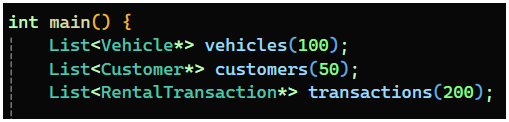 int main() {
List<Vehicle*> vehicles(100);
List<Customer*> customers(50);
List<RentalTransaction*> transactions(200);